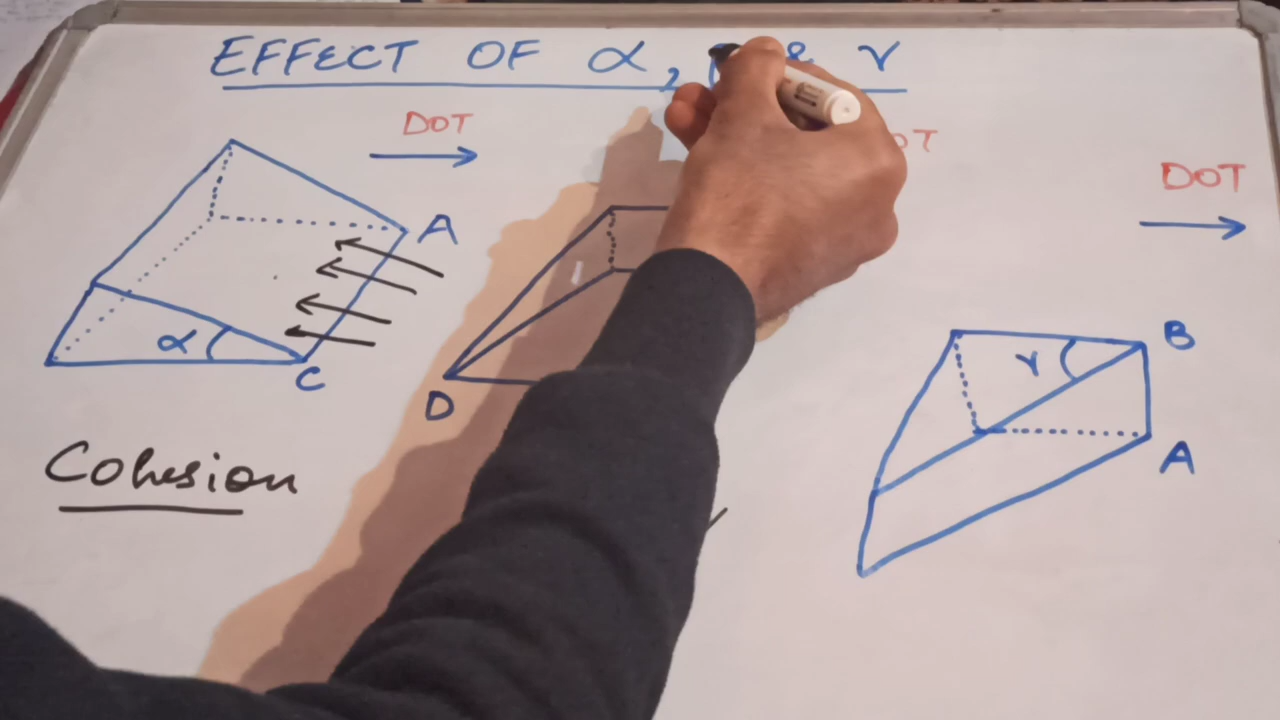 EFFECT OF α, & γ
DOT
DOT
A
α
C
D
B
γ
A
Cohesion